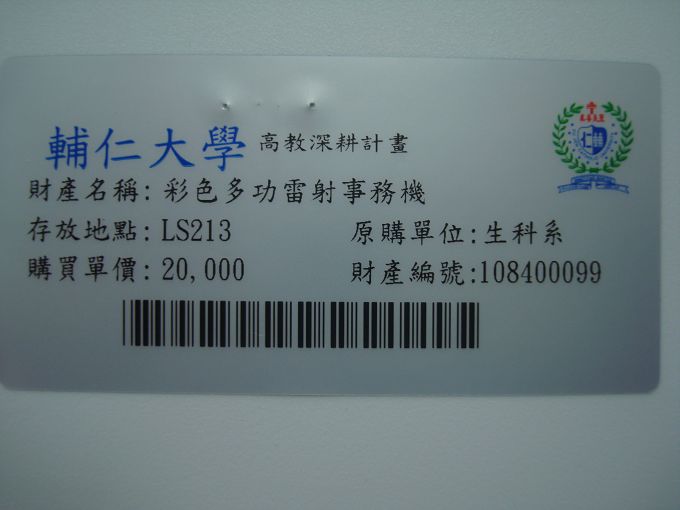 輔仁大學 高教深耕計畫
財產名稱: 彩色多功雷射事務機
存放地點: LS213 原購單位:生科系
購買單價: 20,000 財產編號:108400099